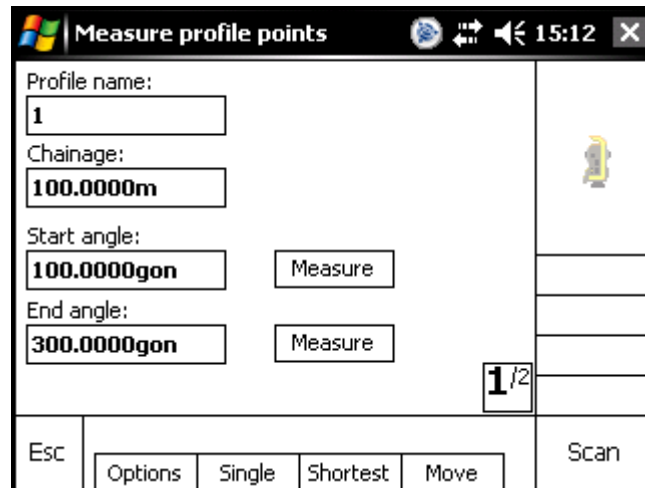 Measure profile points 15:12
Profile name:
1
Chainage:
100.0000m
Start angle:
100.0000gon Measure
End angle:
300.0000gon Measure
1/2
Esc Options Single Shortest Move Scan